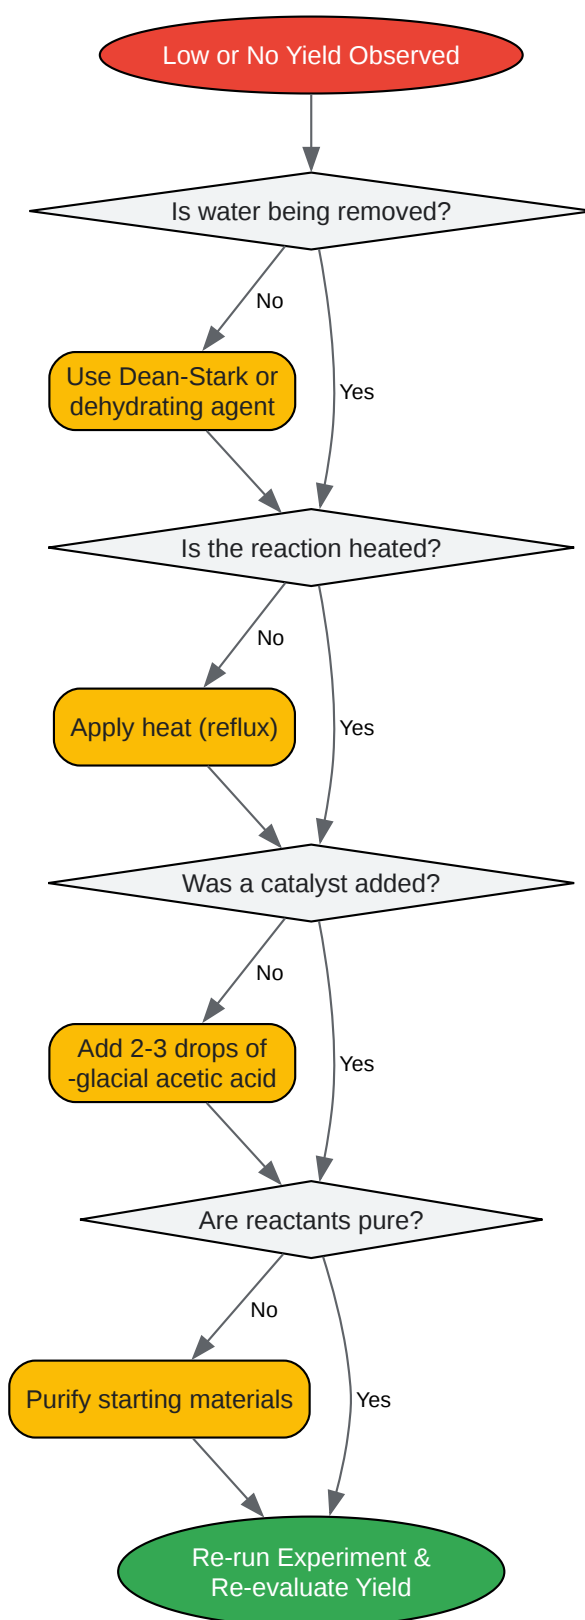 Low or No Yield Observed
Is water being removed?
No
Use Dean-Stark or
dehydrating agent
Yes
Is the reaction heated?
No
Apply heat (reflux)
Yes
Was a catalyst added?
No
Add 2-3 drops of
-glacial acetic acid
Yes
Are reactants pure?
No
Purify starting materials
Yes
Re-run Experiment &
Re-evaluate Yield